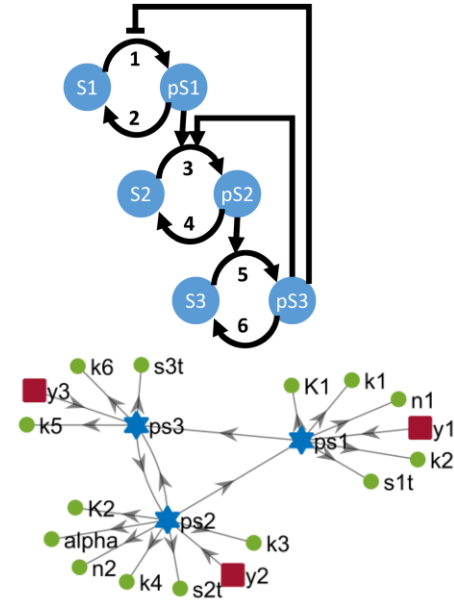 1
S1 pS1
2
3
S2 pS2
4
5
S3 pS3
6
k6 s3t
y3
k5 ps3
K1 k1
n1
y1
ps1
k2
s1t
K2
alpha ps2
n2 k3
k4 s2t y2